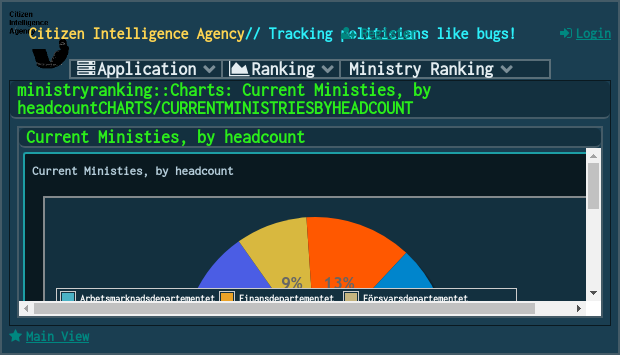 Citizen
Intelligence
Agency
Citizen Intelligence Agency// Tracking politicians like bugs!
Register
Login
Application
Ranking
Ministry Ranking
ministryranking::Charts: Current Ministies, by
headcountCHARTS/CURRENTMINISTRIESBYHEADCOUNT
Current Ministies, by headcount
Current Ministies, by headcount
9%
13%
Arbetsmarknadsdepartementet
Finansdepartementet
Försvarsdepartementet
Main View